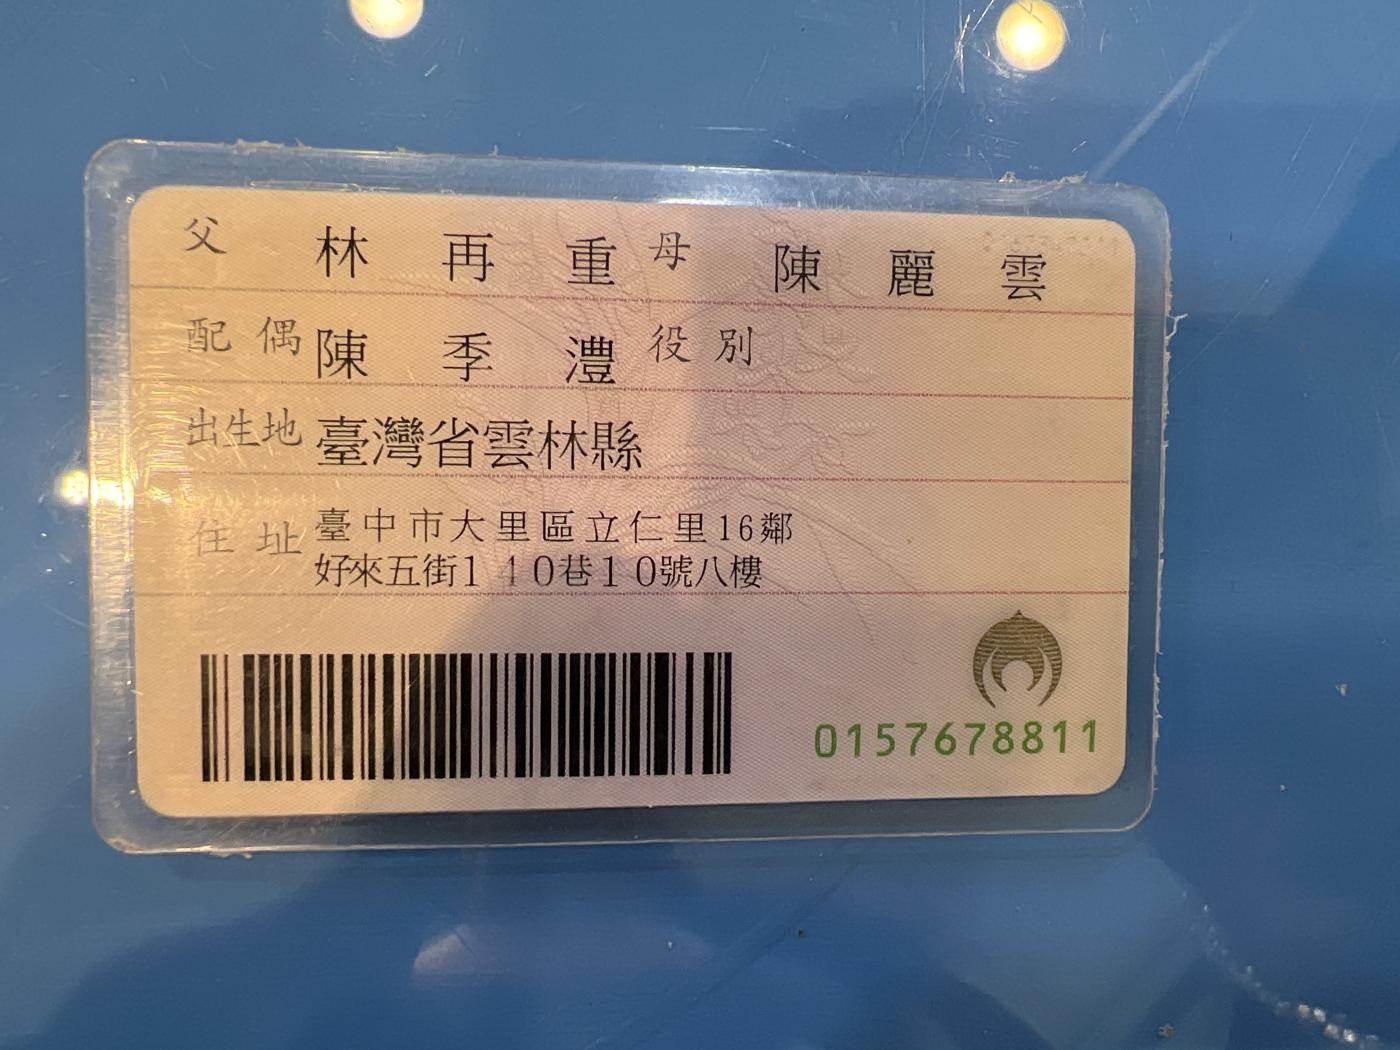 父 林再重 母 陳麗雲
配偶 陳季灃 役別
出生地 臺灣省雲林縣
住址 臺中市大里區立仁里16鄰
好來五街140巷10號八樓
0157678811